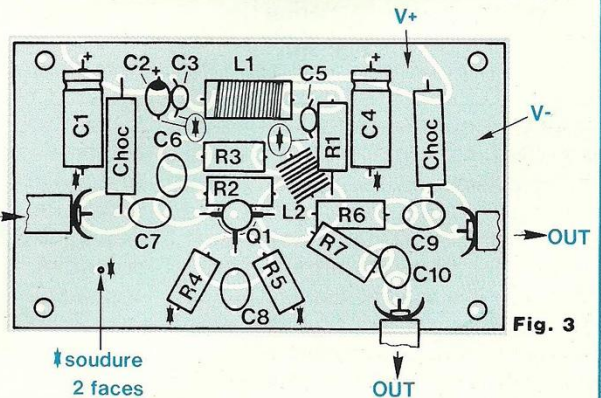 V+
V-
C2
+
C3
L1
C5
+
+
C1
Choc
C6
R3
R1
C4
Choc
R2
L2
R6
C7
Q1
C9
OUT
R7
C10
R4
C8
R5
Fig. 3
soudure
2 faces
OUT